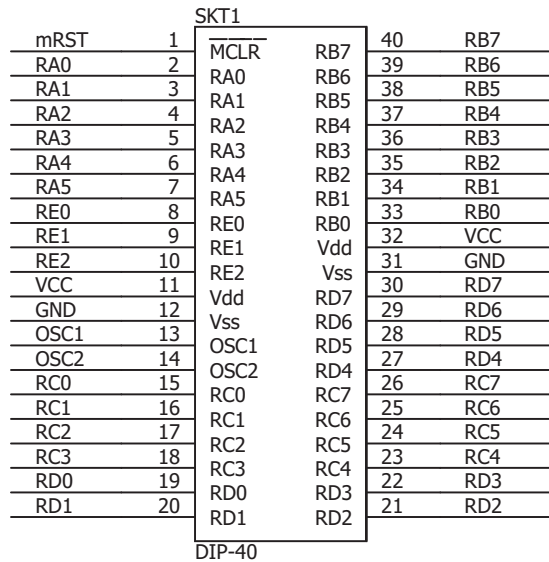 SKT1
mRST 1 MCLR RB7 40 RB7
RA0 2 RA0 RB6 39 RB6
RA1 3 RA1 RB5 38 RB5
RA2 4 RA2 RB4 37 RB4
RA3 5 RA3 RB3 36 RB3
RA4 6 RA4 RB2 35 RB2
RA5 7 RA5 RB1 34 RB1
RE0 8 RE0 RB0 33 RB0
RE1 9 RE1 Vdd 32 VCC
RE2 10 RE2 Vss 31 GND
VCC 11 Vdd RD7 30 RD7
GND 12 Vss RD6 29 RD6
OSC1 13 OSC1 RD5 28 RD5
OSC2 14 OSC2 RD4 27 RD4
RC0 15 RC0 RC7 26 RC7
RC1 16 RC1 RC6 25 RC6
RC2 17 RC2 RC5 24 RC5
RC3 18 RC3 RC4 23 RC4
RD0 19 RD0 RD3 22 RD3
RD1 20 RD1 RD2 21 RD2
DIP-40